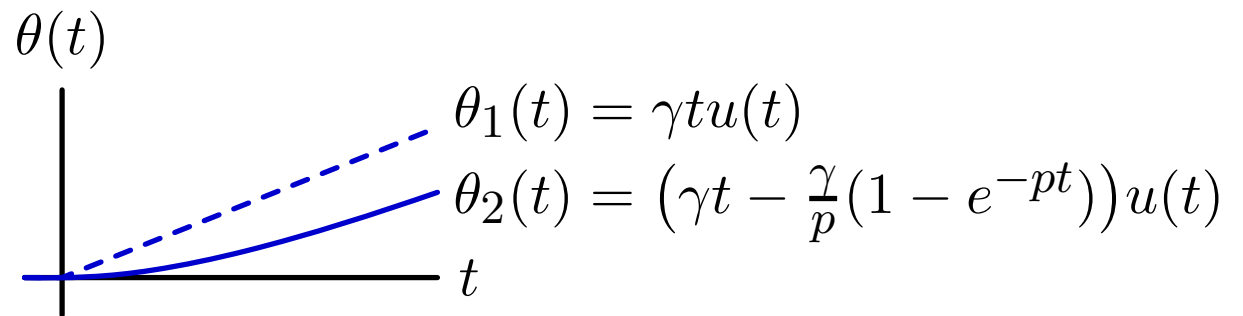 θ(t)
θ₁(t) = γtu(t)
θ₂(t) = (γt − γ/p(1 − e^{−pt}))u(t)
t